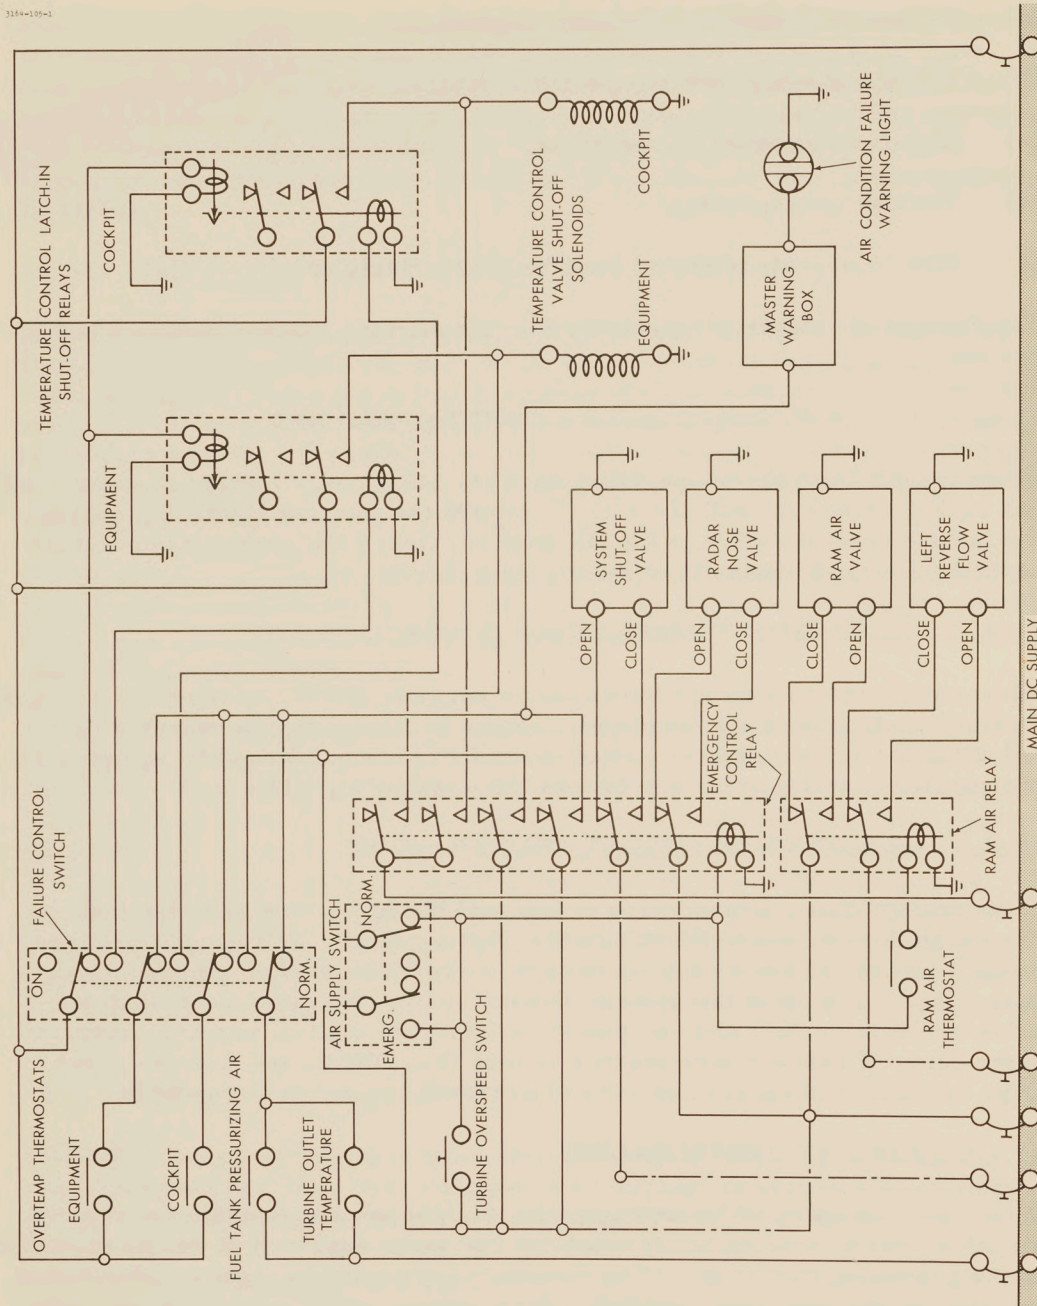 3164-105-1
TEMPERATURE CONTROL LATCH-IN
SHUT-OFF RELAYS
COCKPIT
EQUIPMENT
TEMPERATURE CONTROL
VALVE SHUT-OFF
SOLENOIDS
COCKPIT
EQUIPMENT
AIR CONDITION FAILURE
WARNING LIGHT
MASTER
WARNING
BOX
SYSTEM
SHUT-OFF
VALVE
OPEN
CLOSE
RADAR
NOSE
VALVE
OPEN
CLOSE
RAM AIR
VALVE
CLOSE
OPEN
LEFT
REVERSE
FLOW
VALVE
CLOSE
OPEN
MAIN DC SUPPLY
FAILURE CONTROL
SWITCH
ON
NORM.
EMERGENCY
CONTROL
RELAY
RAM AIR RELAY
AIR SUPPLY SWITCH
NORM.
EMERG.
RAM AIR
THERMOSTAT
OVERTEMP THERMOSTATS
EQUIPMENT
COCKPIT
FUEL TANK PRESSURIZING AIR
TURBINE OUTLET
TEMPERATURE
TURBINE OVERSPEED SWITCH